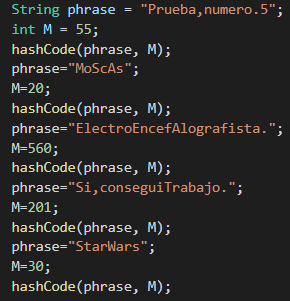 String phrase = "Prueba,numero.5";
int M = 55;
hashCode(phrase, M);
phrase="MoScAs";
M=20;
hashCode(phrase, M);
phrase="ElectroEncefAlografista.";
M=560;
hashCode(phrase, M);
phrase="Si,conseguiTrabajo.";
M=201;
hashCode(phrase, M);
phrase="StarWars";
M=30;
hashCode(phrase, M);